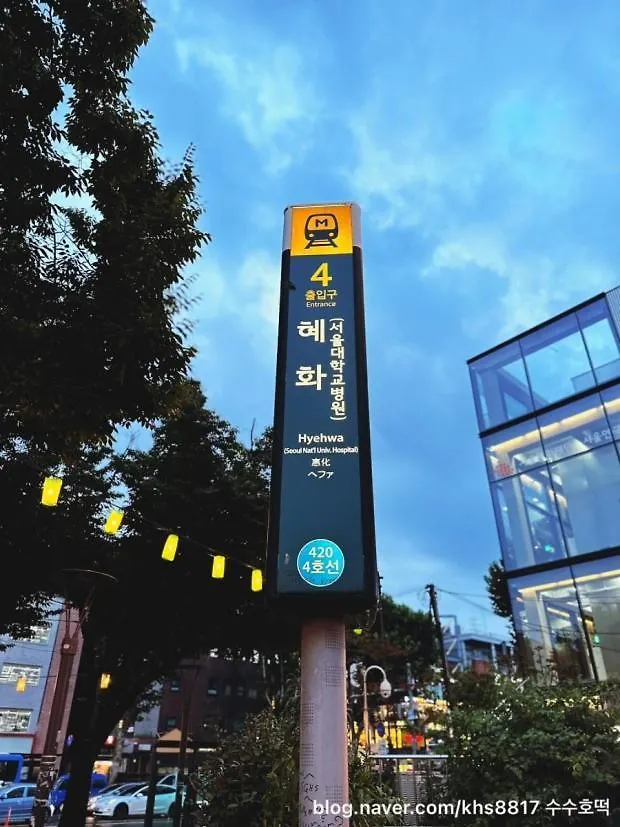 M
4
출입구
Entrance
혜화
(서울대학교병원)
Hyehwa
(Seoul Nat'l Univ. Hospital)
惠化
ヘファ
420
4호선
blog.naver.com/khs8817 수수호떡